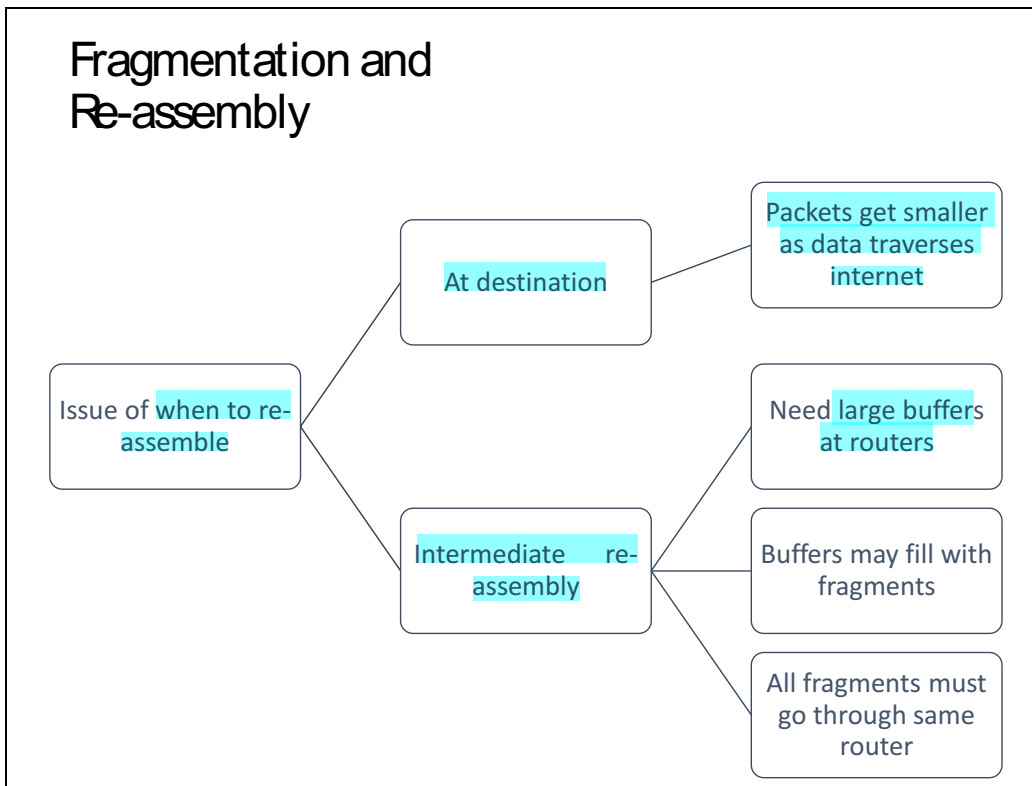 Fragmentation and
Re-assembly
Issue of when to re-
assemble
At destination
Packets get smaller
as data traverses
internet
Intermediate re-
assembly
Need large buffers
at routers
Buffers may fill with
fragments
All fragments must
go through same
router